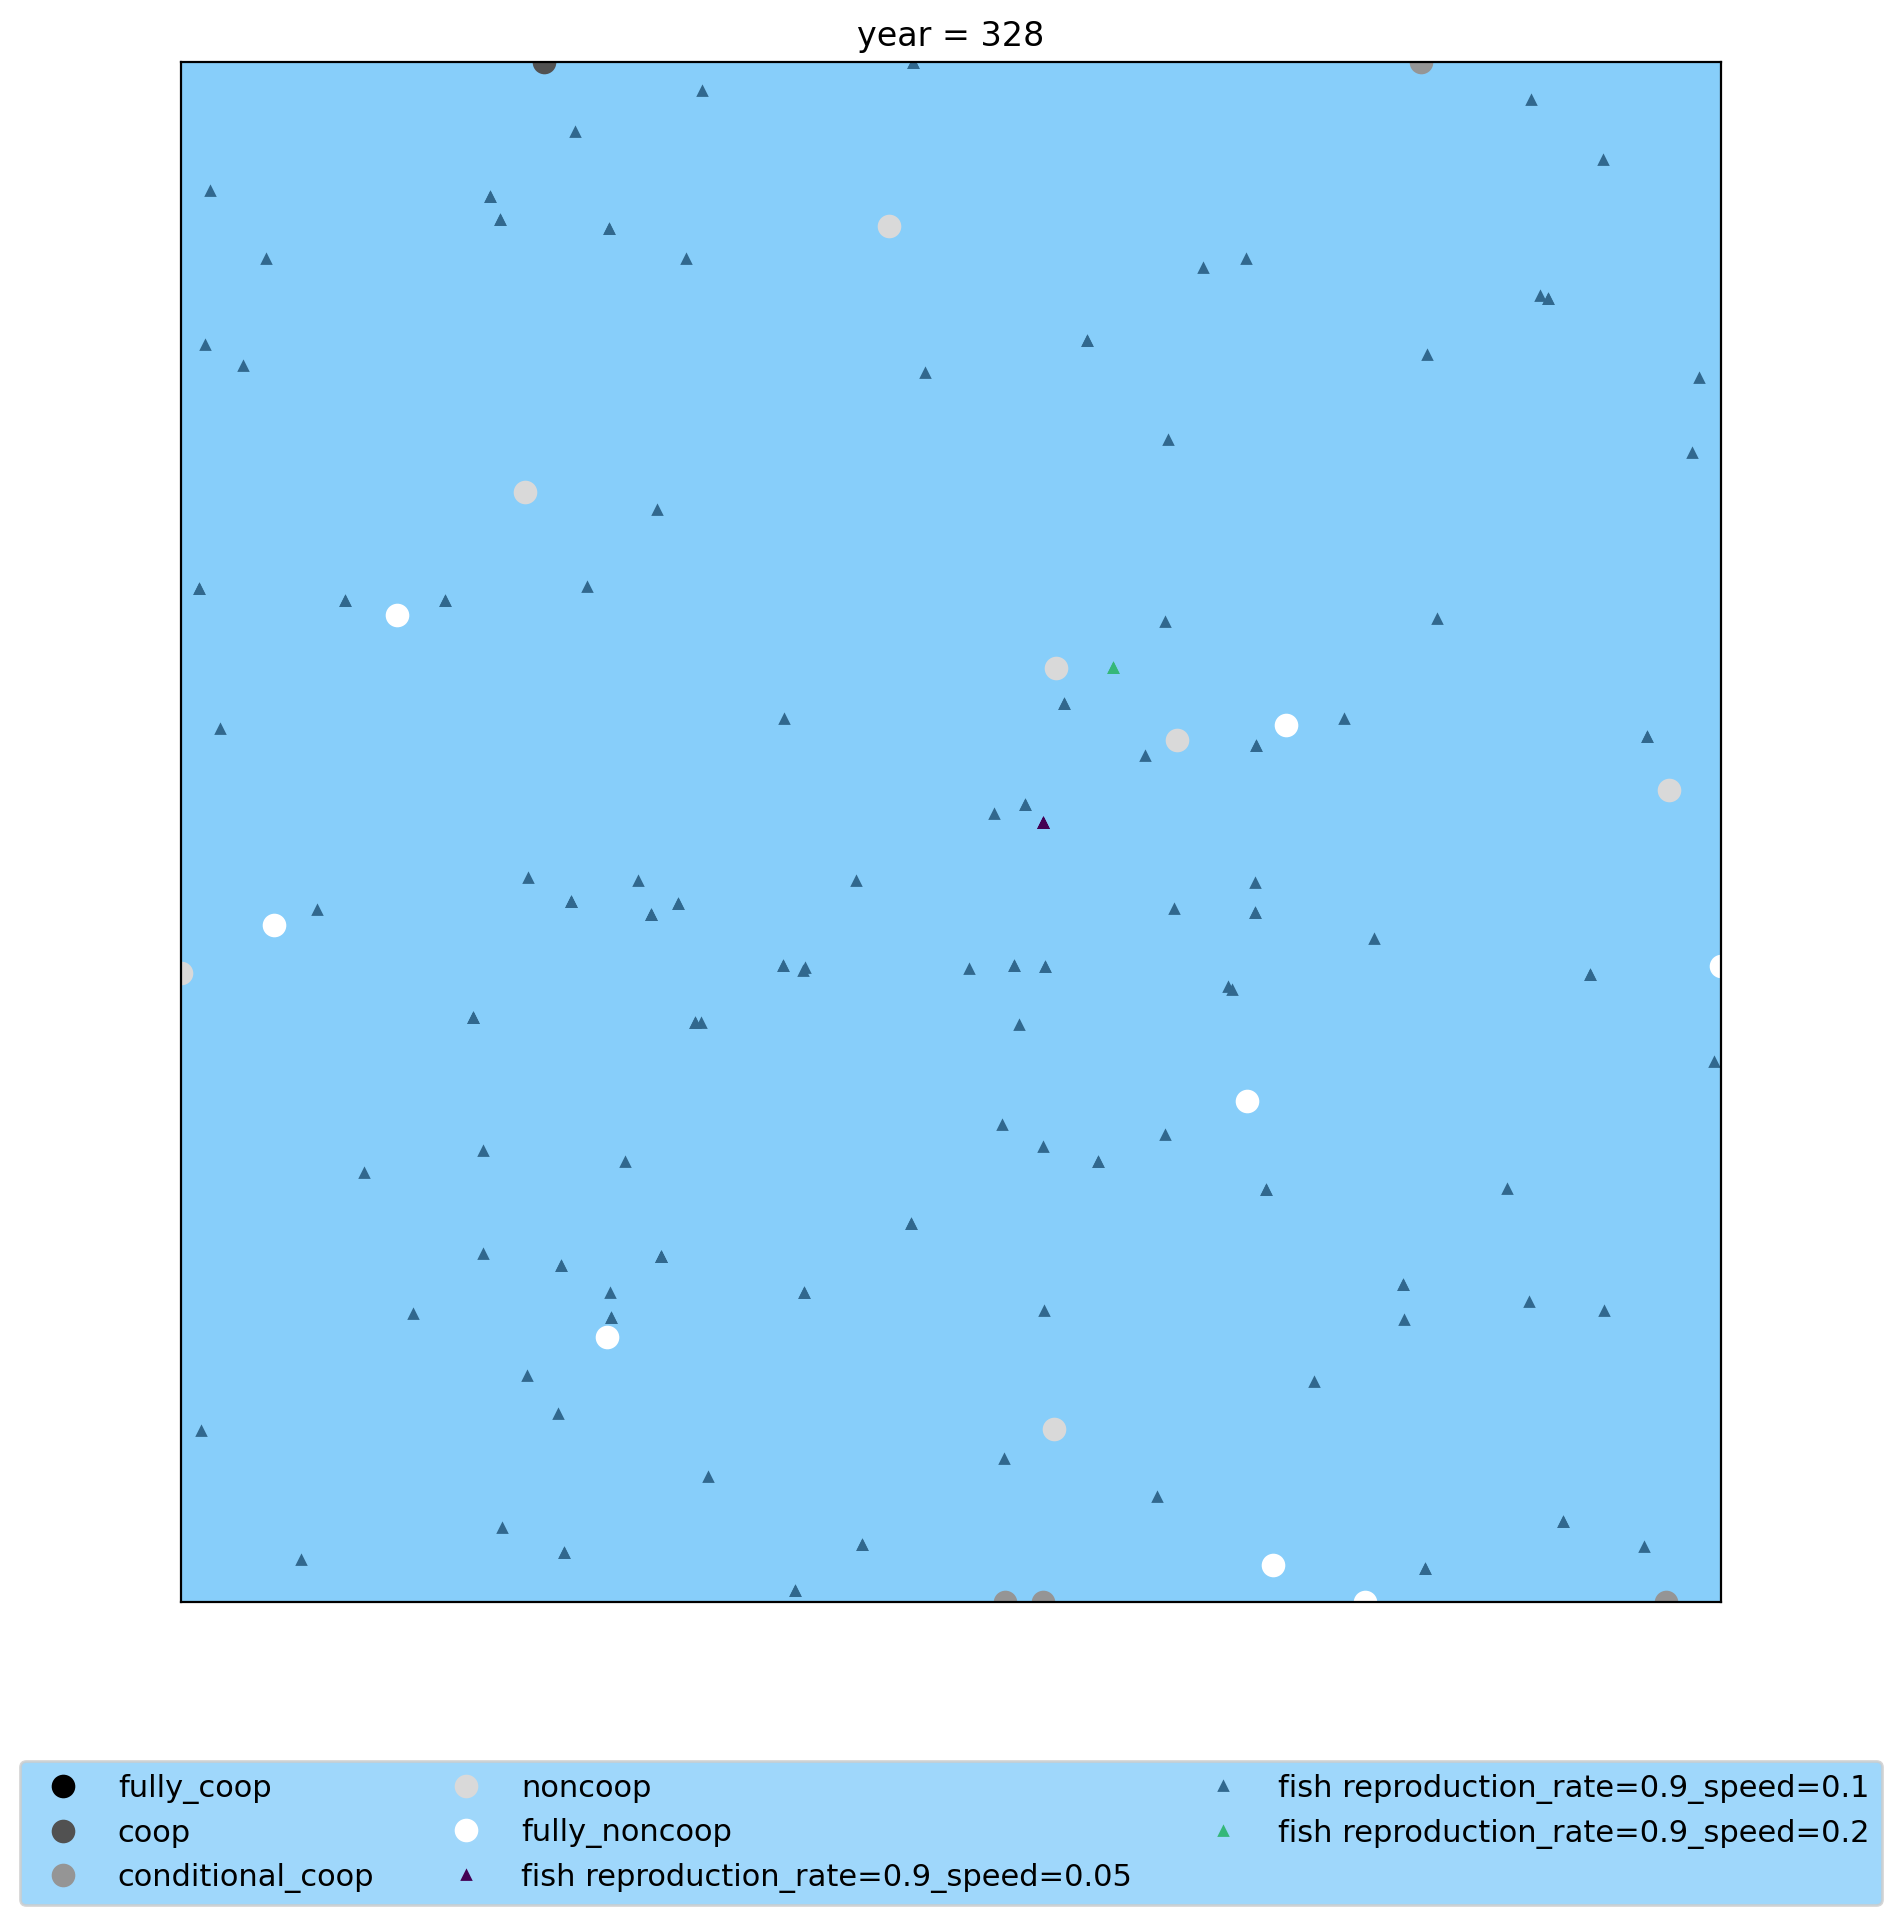 year = 328
fully_coop
coop
conditional_coop
noncoop
fully_noncoop
fish reproduction_rate=0.9_speed=0.05
fish reproduction_rate=0.9_speed=0.1
fish reproduction_rate=0.9_speed=0.2